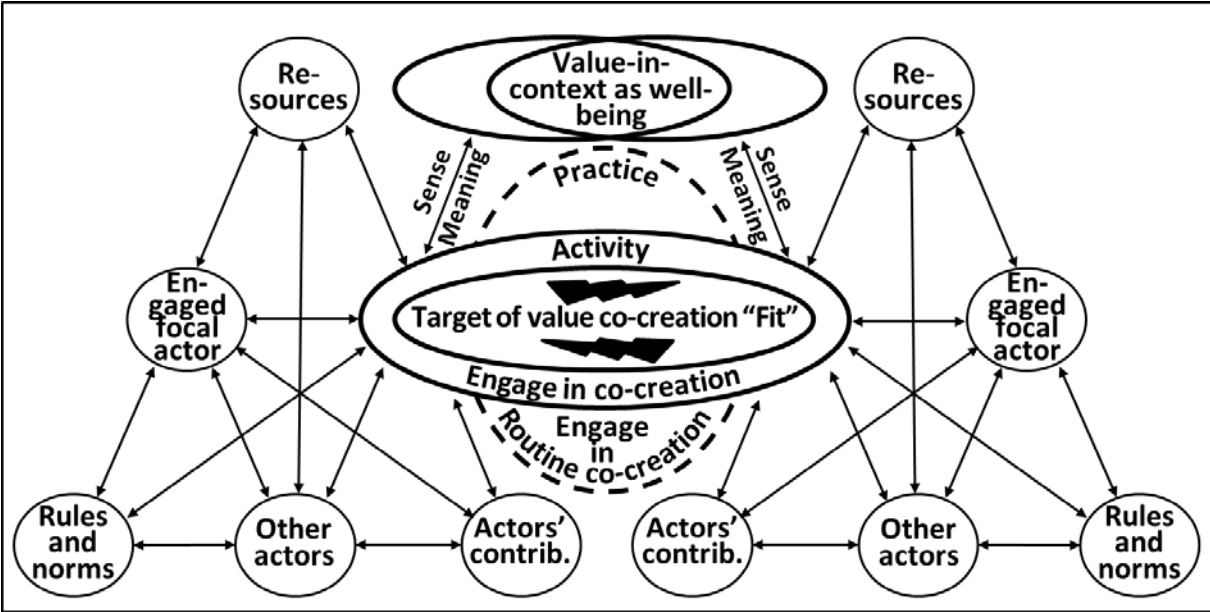 Re-
sources
Value-in-
context as well-
being
Re-
sources
Sense
Meaning
Practice
Sense
Meaning
Activity
En-
gaged
focal
actor
Target of value co-creation “Fit”
En-
gaged
focal
actor
Engage in co-creation
Engage
in
Routine co-creation
Rules
and
norms
Other
actors
Actors’
contrib.
Actors’
contrib.
Other
actors
Rules
and
norms